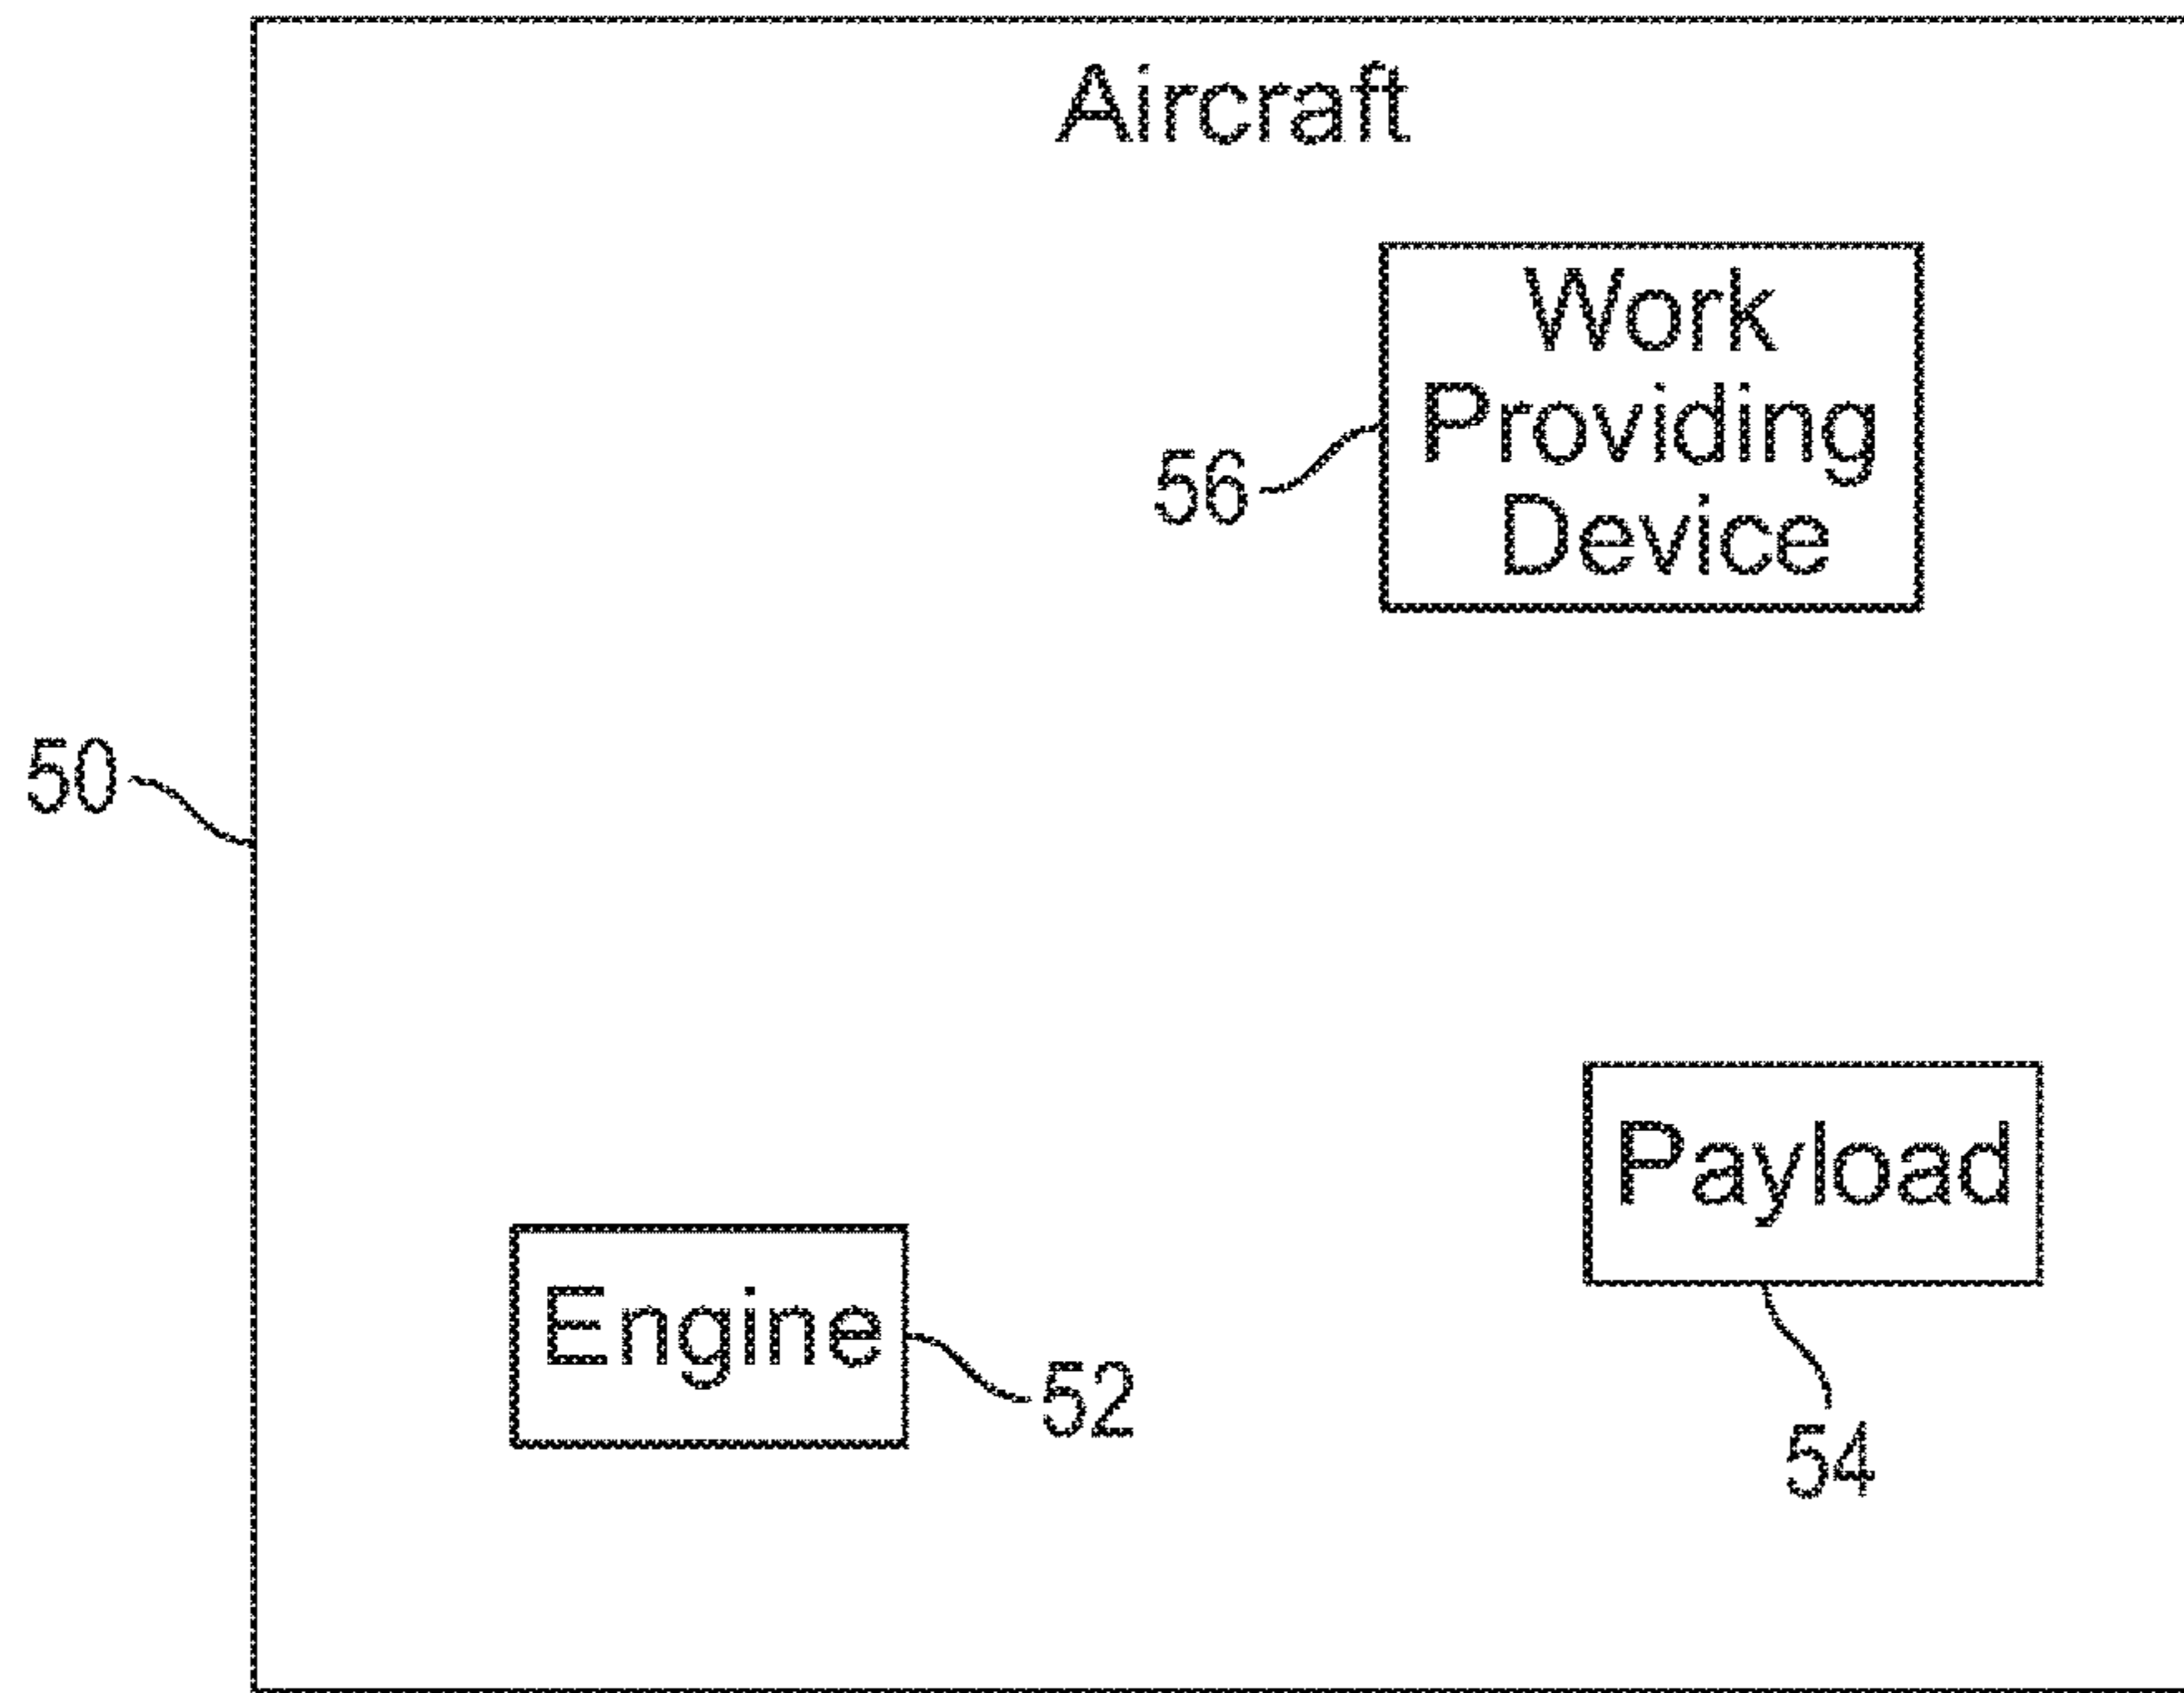 Aircraft
Work
Providing
Device
56
50
Payload
Engine
52
54